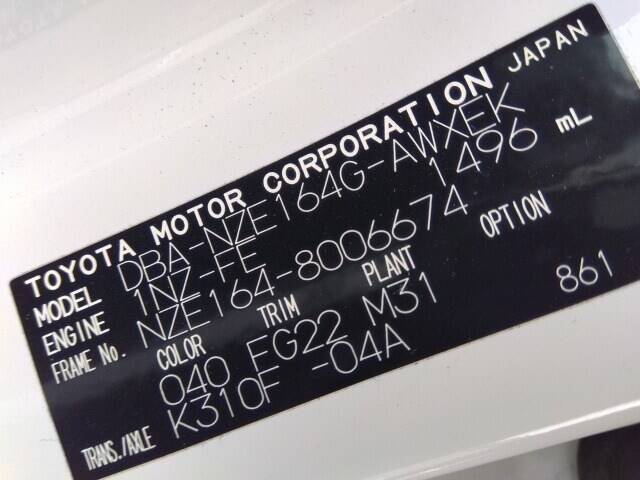 TOYOTA MOTOR CORPORATION JAPAN
MODEL DBA-NZE164G-AWXEK
ENGINE 1NZ-FE 1496 mL
FRAME No. NZE164-8006674
COLOR TRIM PLANT OPTION
040 FG22 M31 861
TRANS./AXLE K310F -04A